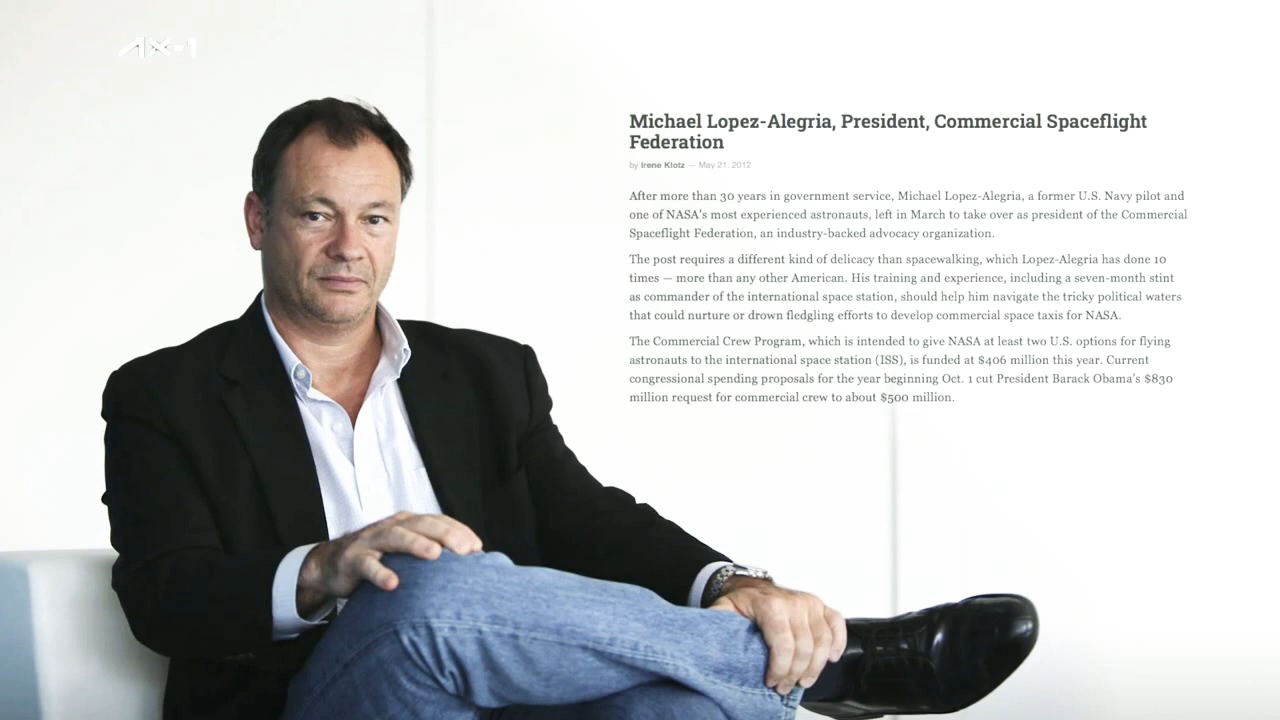 AX-1
Michael Lopez-Alegria, President, Commercial Spaceflight
Federation
by Irene Klotz — May 21, 2012
After more than 30 years in government service, Michael Lopez-Alegria, a former U.S. Navy pilot and
one of NASA's most experienced astronauts, left in March to take over as president of the Commercial
Spaceflight Federation, an industry-backed advocacy organization.
The post requires a different kind of delicacy than spacewalking, which Lopez-Alegria has done 10
times — more than any other American. His training and experience, including a seven-month stint
as commander of the international space station, should help him navigate the tricky political waters
that could nurture or drown fledgling efforts to develop commercial space taxis for NASA.
The Commercial Crew Program, which is intended to give NASA at least two U.S. options for flying
astronauts to the international space station (ISS), is funded at $406 million this year. Current
congressional spending proposals for the year beginning Oct. 1 cut President Barack Obama's $830
million request for commercial crew to about $500 million.